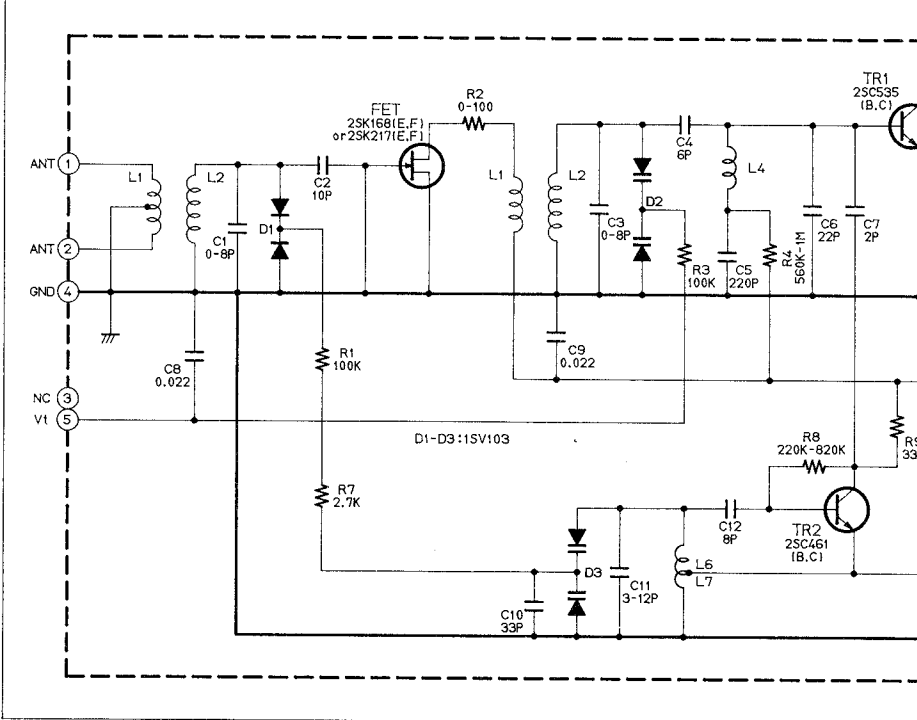 TR1
2SC535
(B.C)
R2
0-100
FET
2SK168(E.F)
or2SK217(E.F)
C4
6P
ANT 1
L1
L2
C2
10P
L1
L2
L4
D1
C1
0-8P
D2
C3
0-8P
C6
22P
C7
2P
ANT 2
R3
100K
C5
220P
R4
560K-1M
GND 4
C8
0.022
R1
100K
C9
0.022
NC 3
Vt 5
D1-D3:1SV103
R8
220K-820K
R9
33
R7
2.7K
C12
8P
TR2
2SC461
(B.C)
D3
C11
3-12P
L6
L7
C10
33P